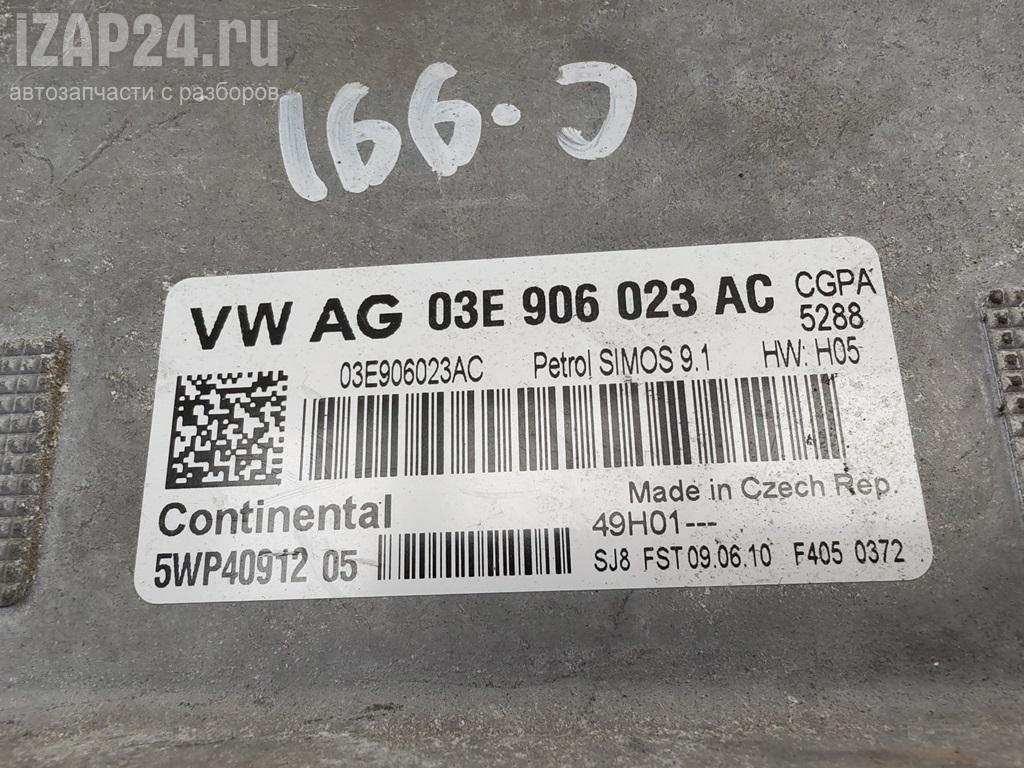 iZAP24.ru
автозапчасти с разборов
166.J
VW AG 03E 906 023 AC CGPA
5288
03E906023AC Petrol SIMOS 9.1 HW: H05
Made in Czech Rep.
Continental 49H01---
5WP40912 05 SJ8 FST 09.06.10 F405 0372